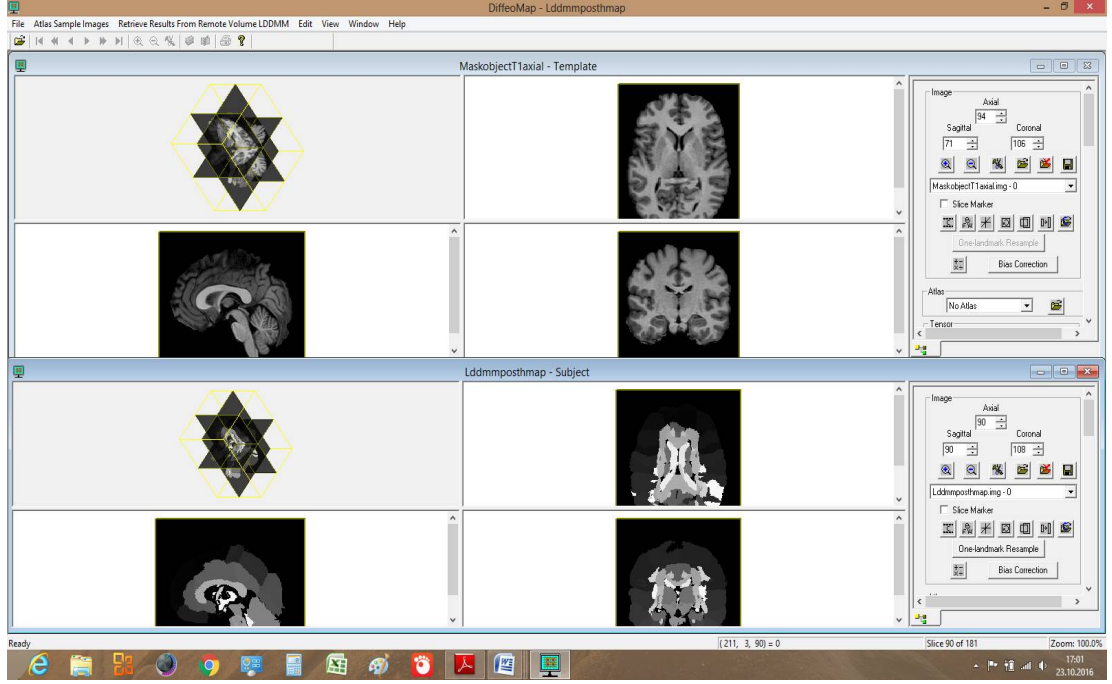 DiffeoMap - Lddmmposthmap
File Atlas Sample Images Retrieve Results From Remote Volume LDDMM Edit View Window Help
MaskobjectT1axial - Template
Image
Axial
94
Sagittal Coronal
71 106
MaskobjectT1axial.img - 0
Slice Marker
One-landmark Resample
Bias Correction
Atlas
No Atlas
Tensor
Lddmmposthmap - Subject
Image
Axial
90
Sagittal Coronal
90 108
Lddmmposthmap.img - 0
Slice Marker
One-landmark Resample
Bias Correction
Ready (211, 3, 90) = 0 Slice 90 of 181 Zoom: 100.0%
17:01
23.10.2016